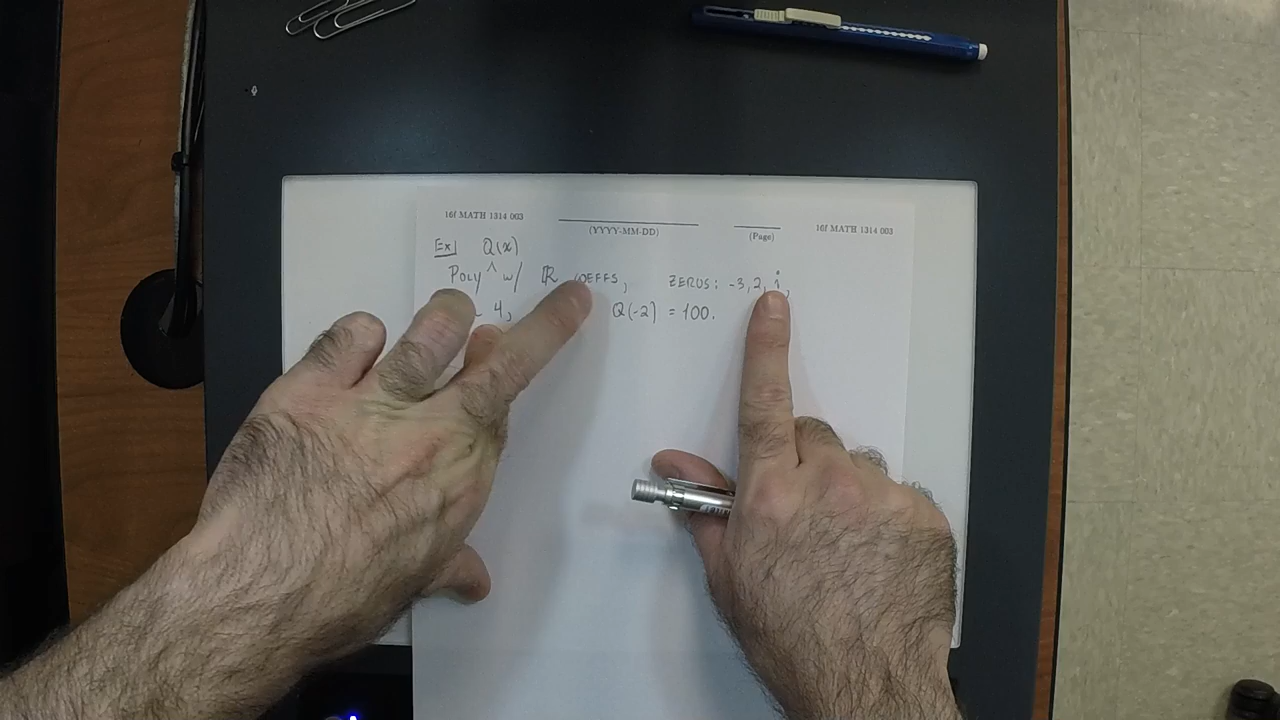 16f MATH 1314 003 (YYYY-MM-DD) (Page) 16f MATH 1314 003
Ex Q(x)
POLY ^ w/ ℝ COEFFS, ZEROS: -3, 2, i,
4, Q(-2) = 100.